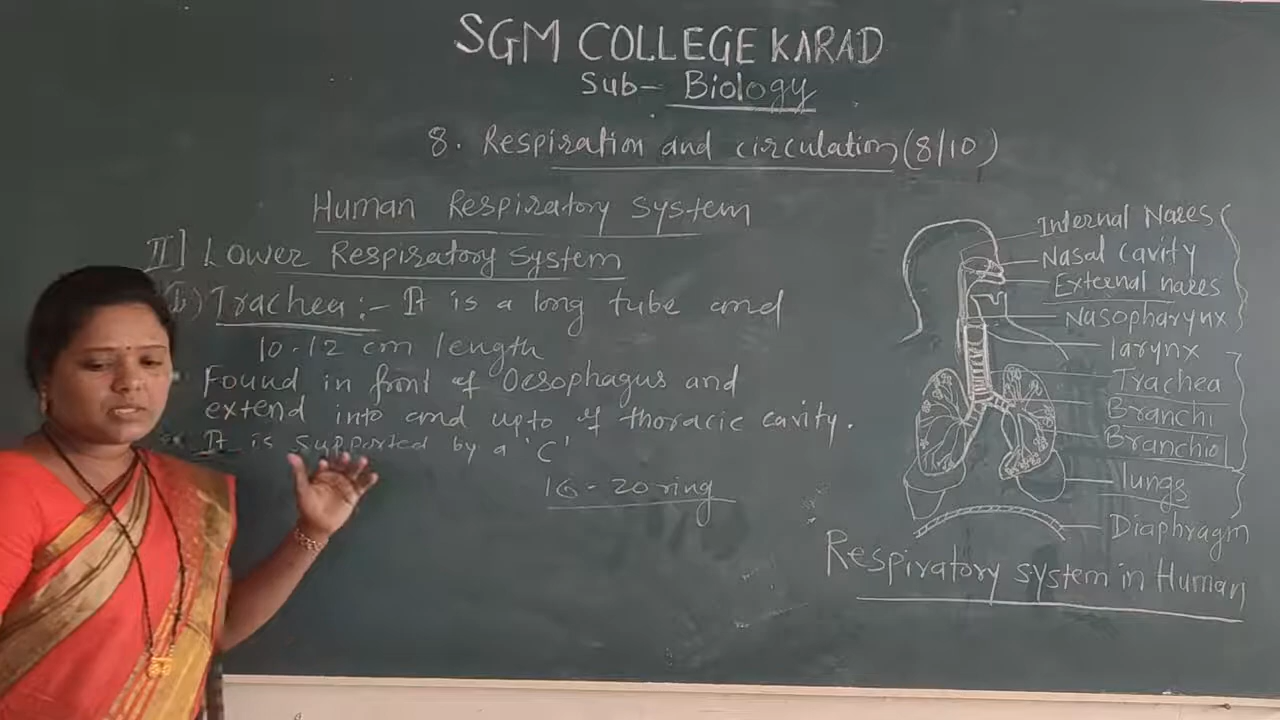 SGM COLLEGE KARAD
Sub- Biology
8. Respiration and circulation (8/10)
Human Respiratory System
II] Lower Respiratory System
b) Trachea :- It is a long tube and
10-12 cm length
Found in front of Oesophagus and
extend into and upto of thoracic cavity.
It is supported by a 'C'
16-20 ring
Internal Nares
Nasal cavity
External nares
Nasopharynx
larynx
Trachea
Branchi
Branchiol
lungs
Diaphragm
Respiratory system in Human